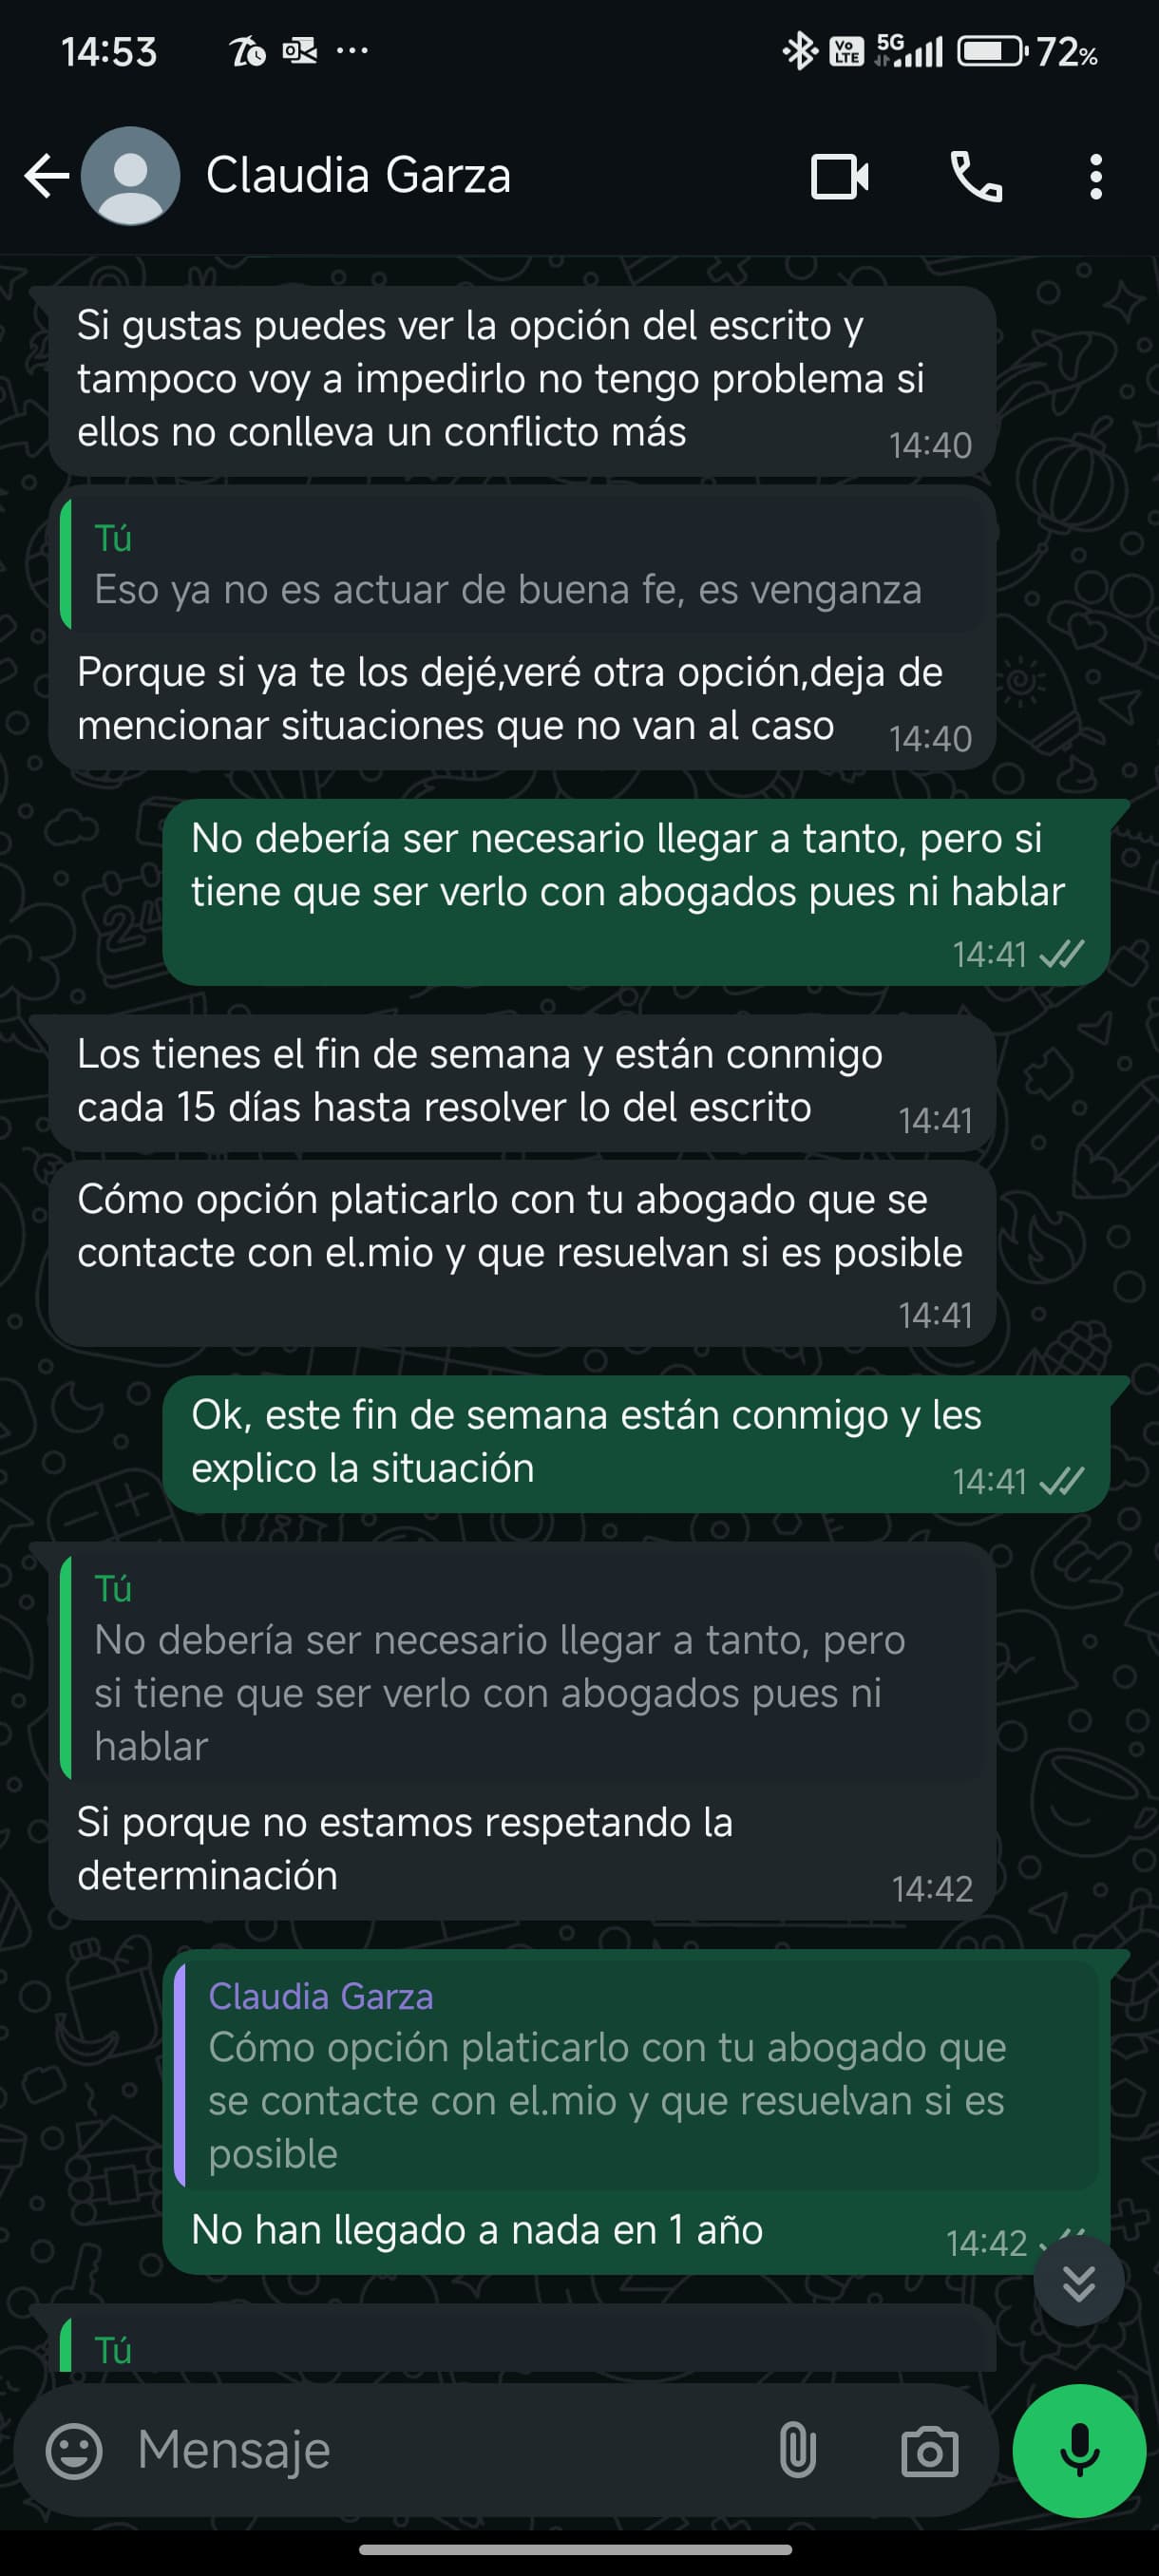 14:53
5G
Vo
LTE
72%
Claudia Garza
Si gustas puedes ver la opción del escrito y
tampoco voy a impedirlo no tengo problema si
ellos no conlleva un conflicto más
14:40
Tú
Eso ya no es actuar de buena fe, es venganza
Porque si ya te los dejé,veré otra opción,deja de
mencionar situaciones que no van al caso
14:40
No debería ser necesario llegar a tanto, pero si
tiene que ser verlo con abogados pues ni hablar
14:41
Los tienes el fin de semana y están conmigo
cada 15 días hasta resolver lo del escrito
14:41
Cómo opción platicarlo con tu abogado que se
contacte con el.mio y que resuelvan si es posible
14:41
Ok, este fin de semana están conmigo y les
explico la situación
14:41
Tú
No debería ser necesario llegar a tanto, pero
si tiene que ser verlo con abogados pues ni
hablar
Si porque no estamos respetando la
determinación
14:42
Claudia Garza
Cómo opción platicarlo con tu abogado que
se contacte con el.mio y que resuelvan si es
posible
No han llegado a nada en 1 año
14:42
Tú
Mensaje